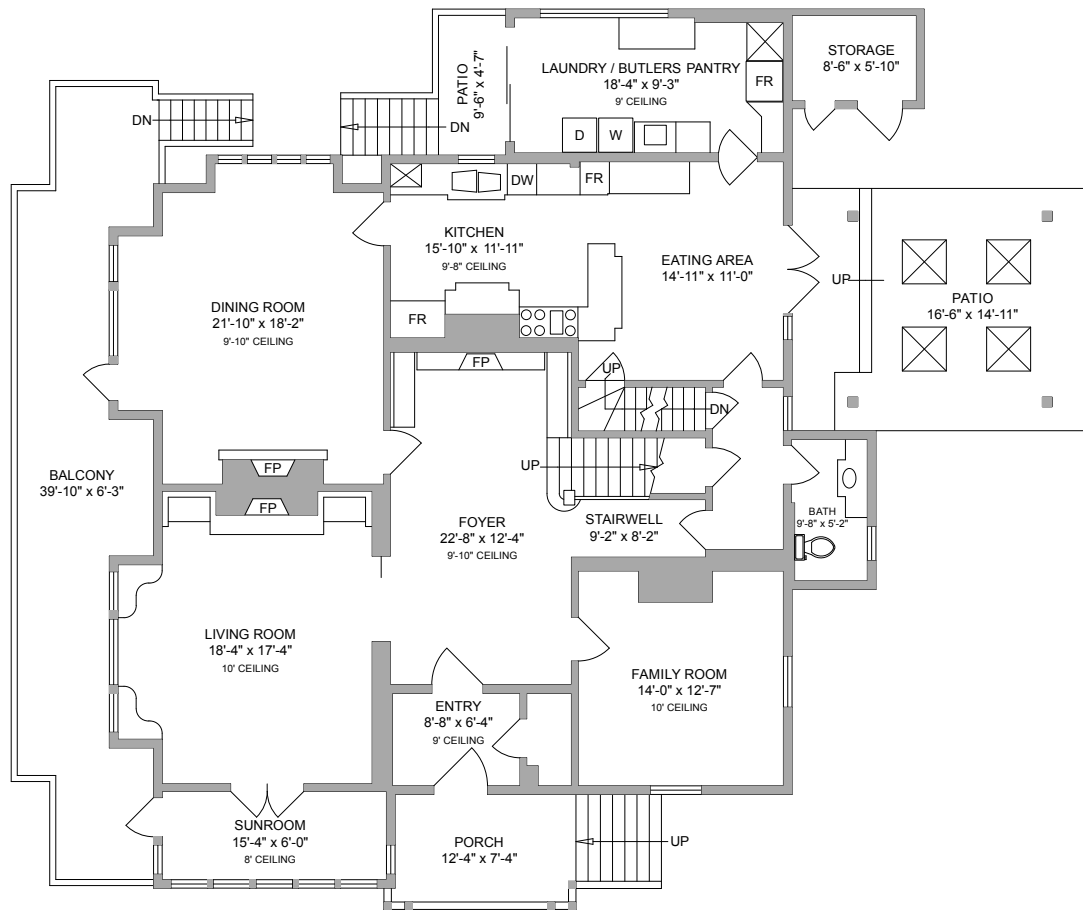 LAUNDRY / BUTLERS PANTRY
18'-4" x 9'-3"
9' CEILING
FR
D
W
STORAGE
8'-6" x 5'-10"
PATIO
9'-6" x 4'-7"
DN
DN
DW
FR
KITCHEN
15'-10" x 11'-11"
9'-8" CEILING
FR
EATING AREA
14'-11" x 11'-0"
UP
PATIO
16'-6" x 14'-11"
DINING ROOM
21'-10" x 18'-2"
9'-10" CEILING
FP
UP
DN
BALCONY
39'-10" x 6'-3"
FP
FP
UP
FOYER
22'-8" x 12'-4"
9'-10" CEILING
STAIRWELL
9'-2" x 8'-2"
BATH
9'-8" x 5'-2"
LIVING ROOM
18'-4" x 17'-4"
10' CEILING
FAMILY ROOM
14'-0" x 12'-7"
10' CEILING
ENTRY
8'-8" x 6'-4"
9' CEILING
SUNROOM
15'-4" x 6'-0"
8' CEILING
PORCH
12'-4" x 7'-4"
UP